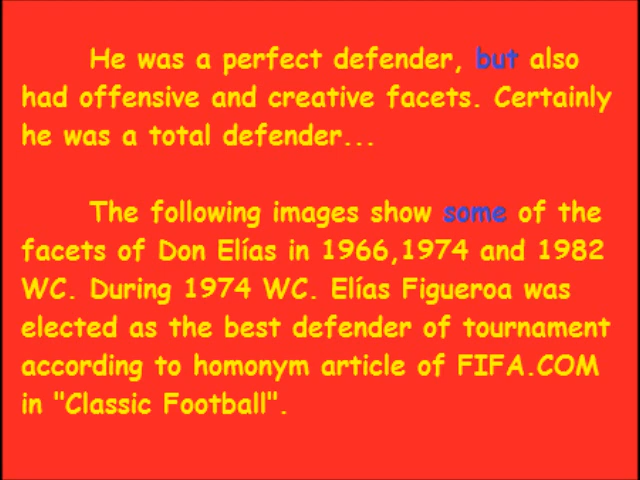 He was a perfect defender, but also
had offensive and creative facets. Certainly
he was a total defender...
The following images show some of the
facets of Don Elías in 1966,1974 and 1982
WC. During 1974 WC. Elías Figueroa was
elected as the best defender of tournament
according to homonym article of FIFA.COM
in "Classic Football".